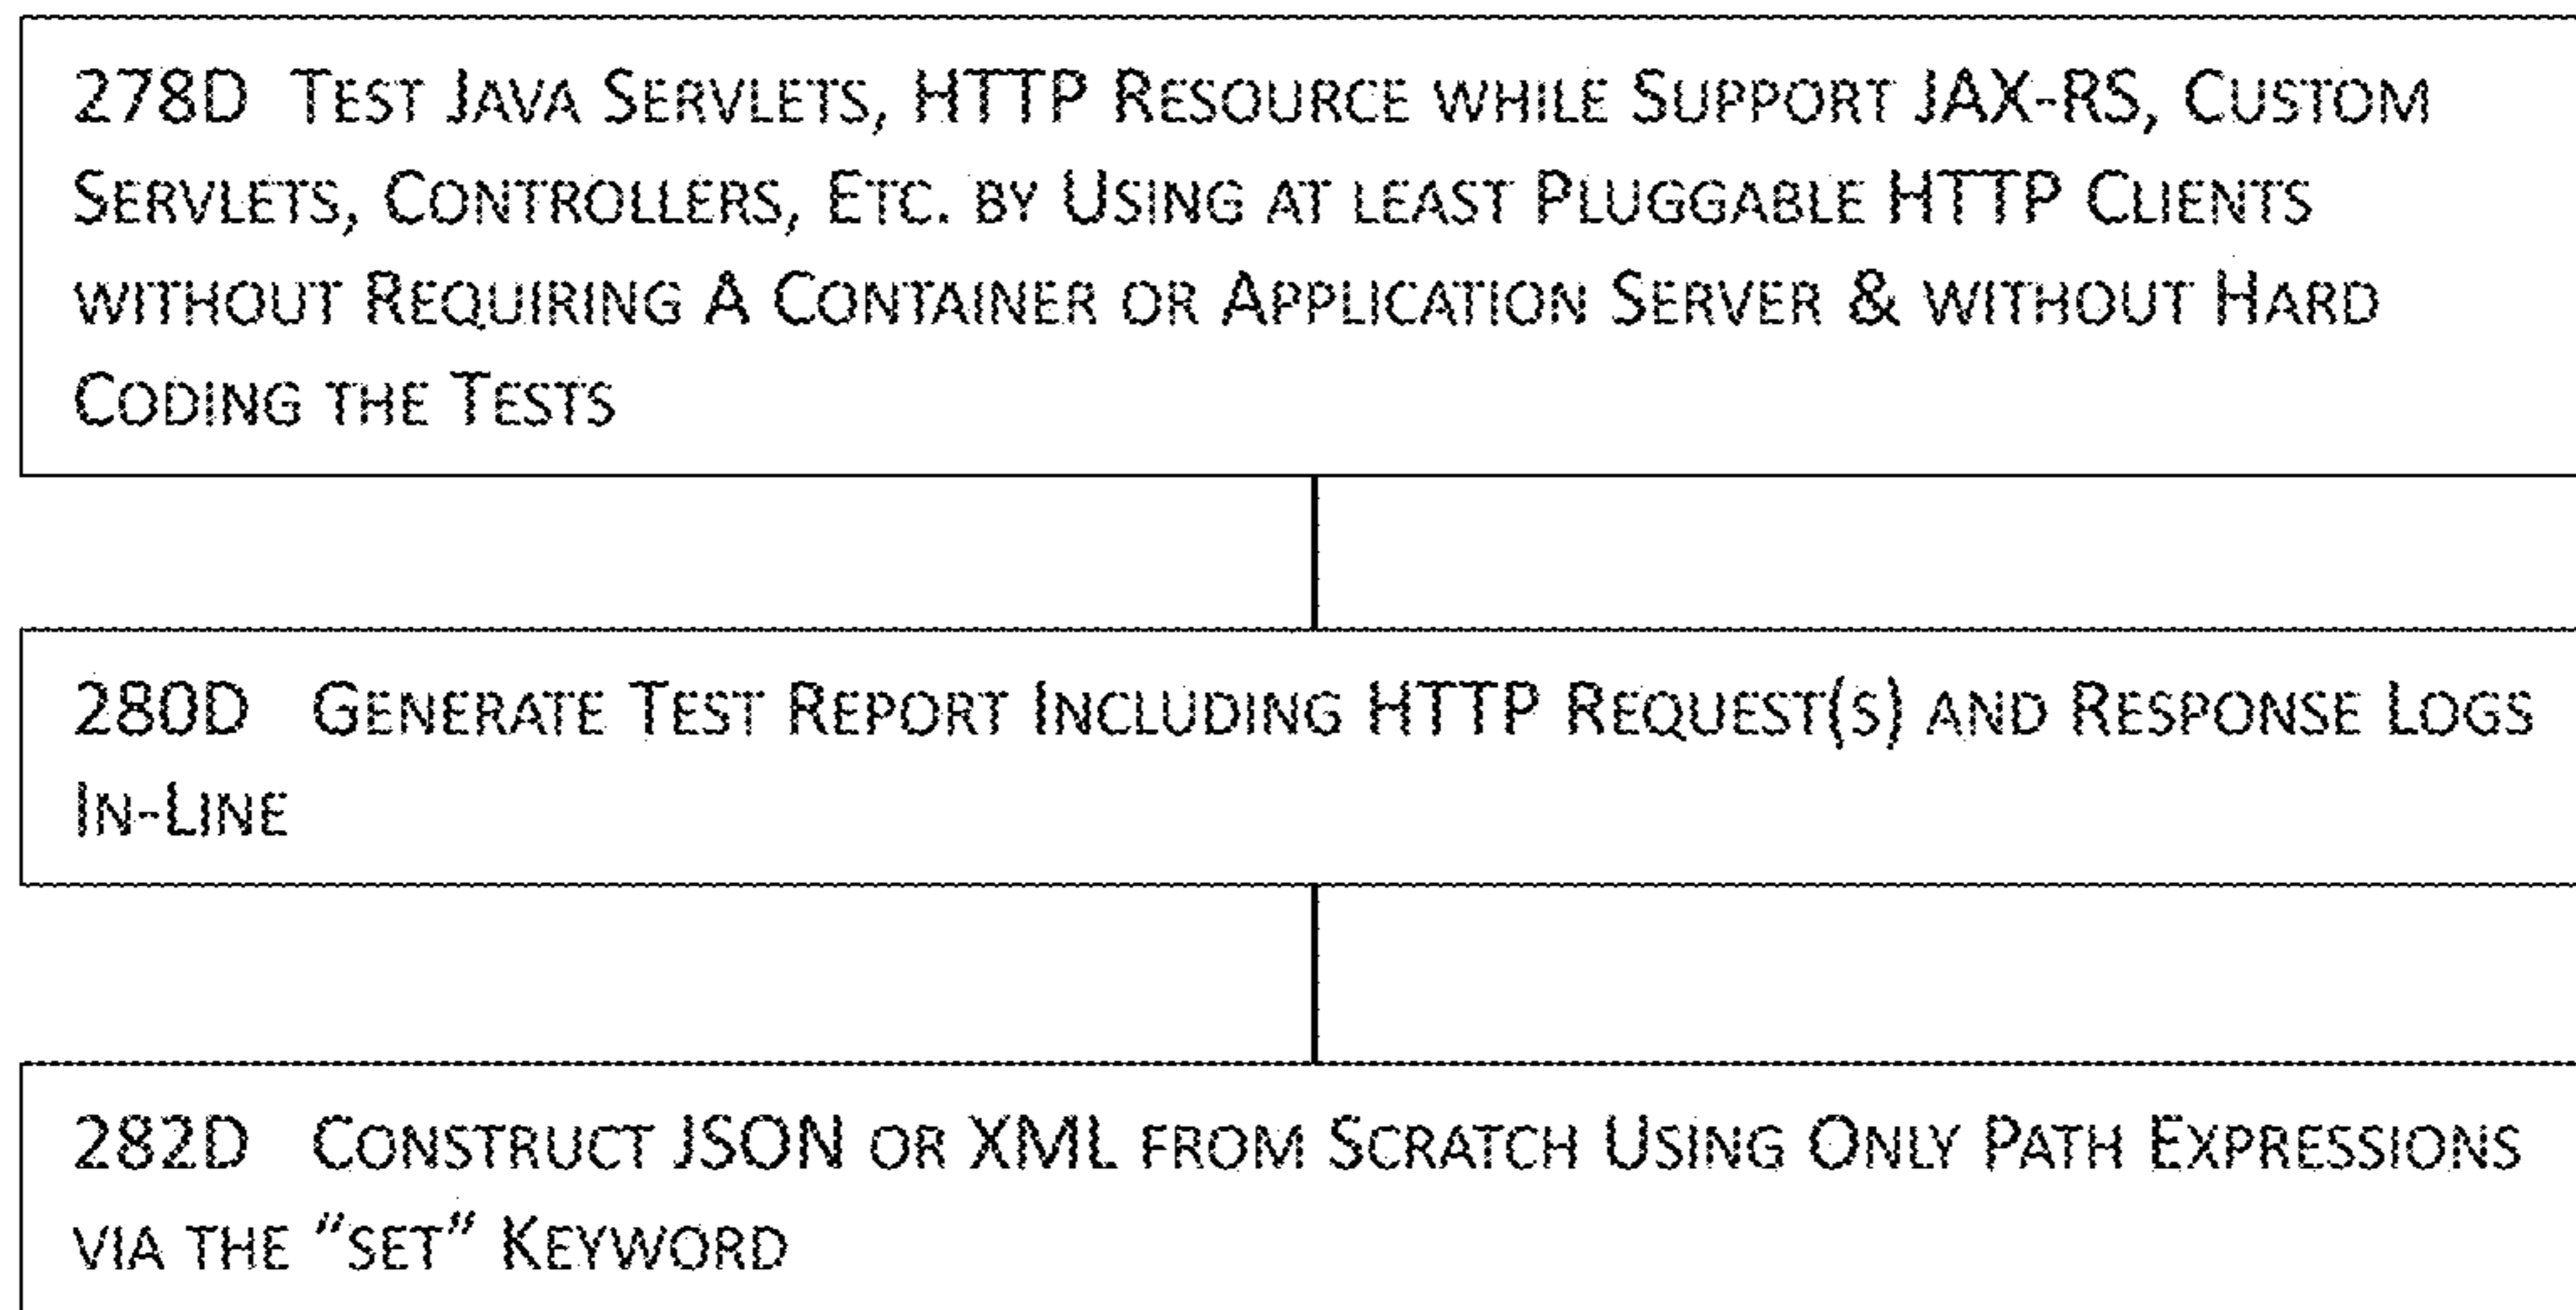 278D Test Java Servlets, HTTP Resource while Support JAX-RS, Custom
Servlets, Controllers, Etc. by Using at least Pluggable HTTP Clients
without Requiring A Container or Application Server & without Hard
Coding the Tests
280D Generate Test Report Including HTTP Request(s) and Response Logs
In-Line
282D Construct JSON or XML from Scratch Using Only Path Expressions
via the “set” Keyword